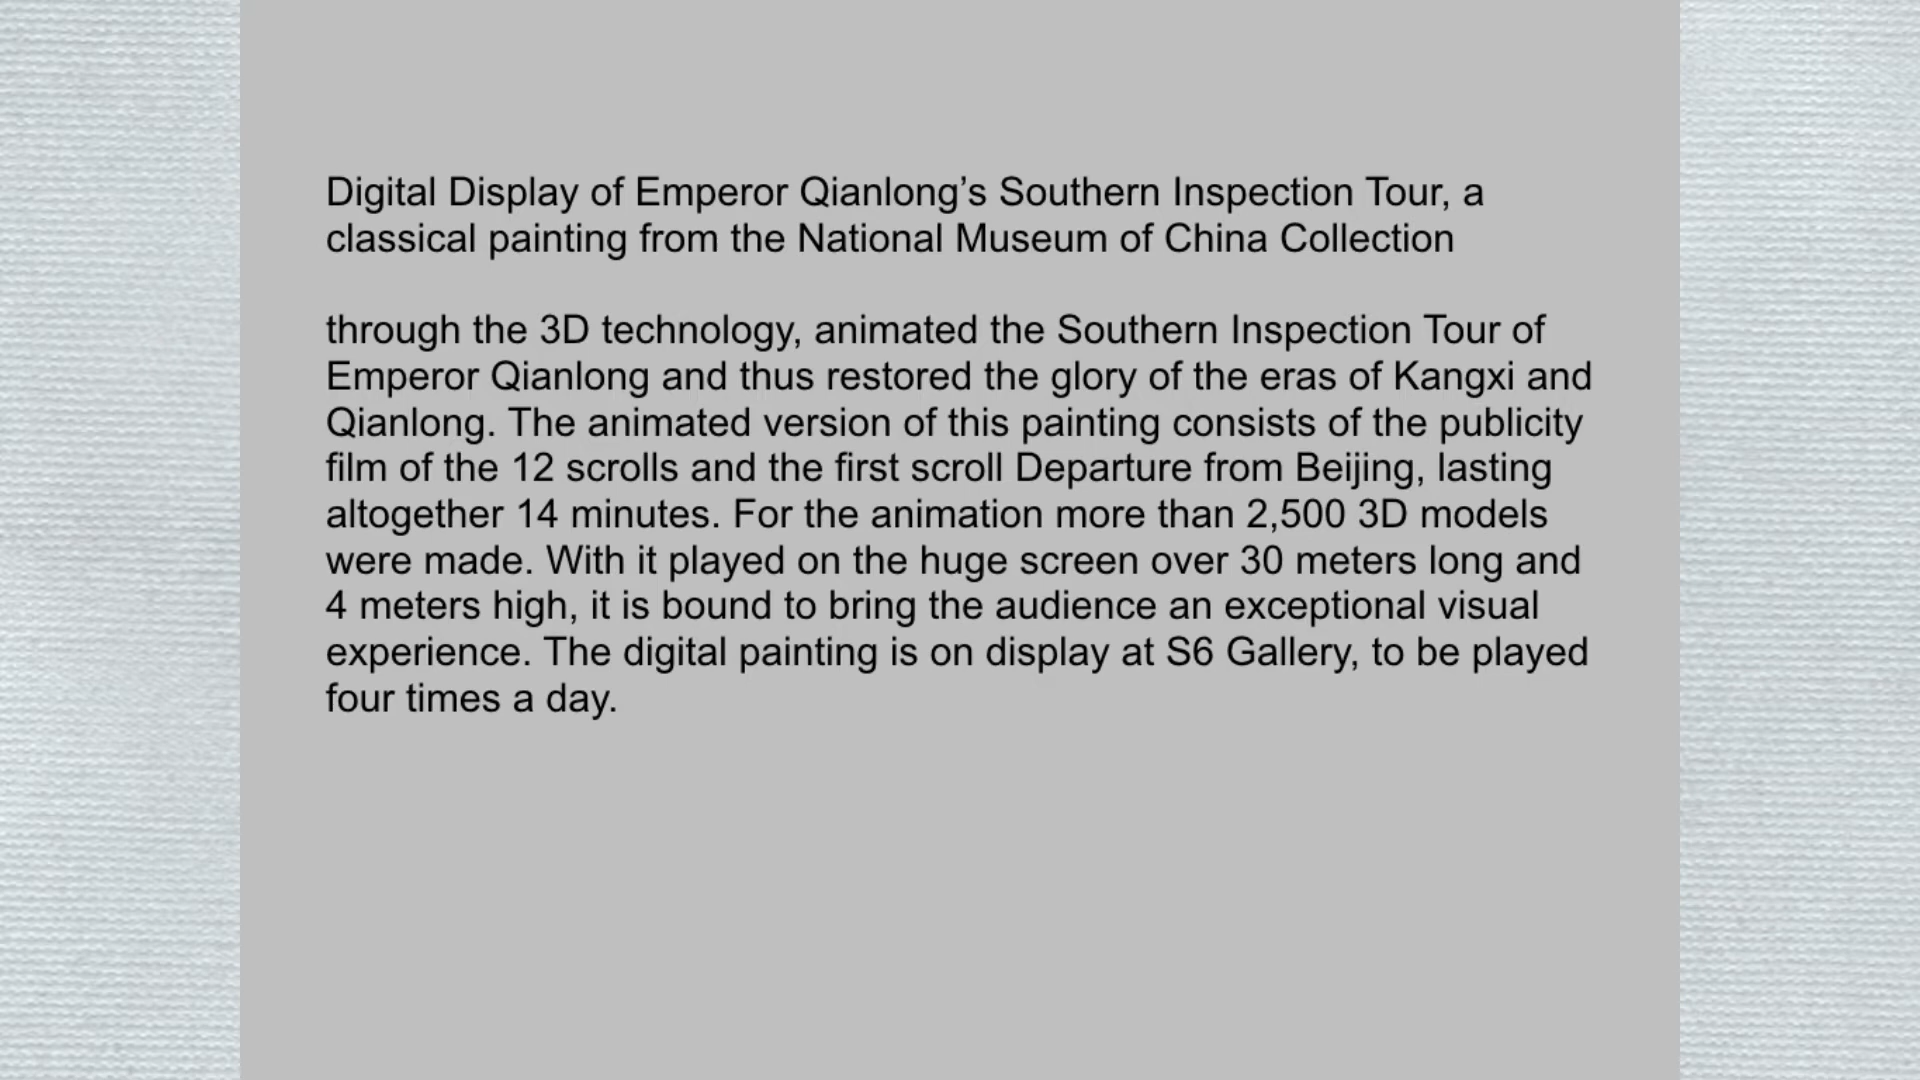 Digital Display of Emperor Qianlong’s Southern Inspection Tour, a
classical painting from the National Museum of China Collection
through the 3D technology, animated the Southern Inspection Tour of
Emperor Qianlong and thus restored the glory of the eras of Kangxi and
Qianlong. The animated version of this painting consists of the publicity
film of the 12 scrolls and the first scroll Departure from Beijing, lasting
altogether 14 minutes. For the animation more than 2,500 3D models
were made. With it played on the huge screen over 30 meters long and
4 meters high, it is bound to bring the audience an exceptional visual
experience. The digital painting is on display at S6 Gallery, to be played
four times a day.